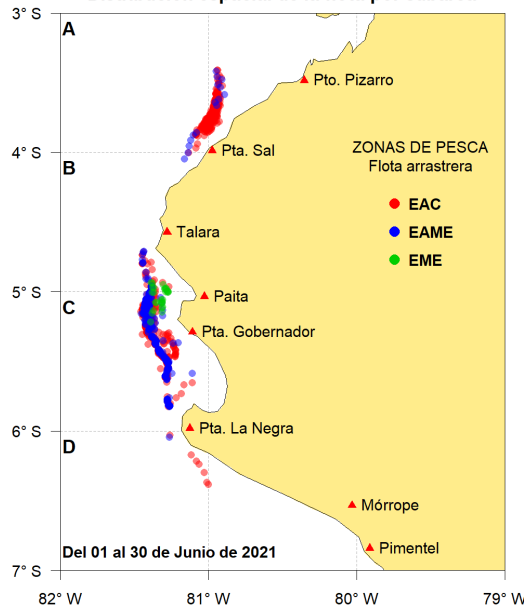 3° S
A
Pto. Pizarro
ZONAS DE PESCA
Flota arrastrera
EAC
EAME
EME
4° S
Pta. Sal
B
Talara
5° S
Paita
C
Pta. Gobernador
6° S
Pta. La Negra
D
Mórrope
Pimentel
Del 01 al 30 de Junio de 2021
7° S
82° W
81° W
80° W
79° W